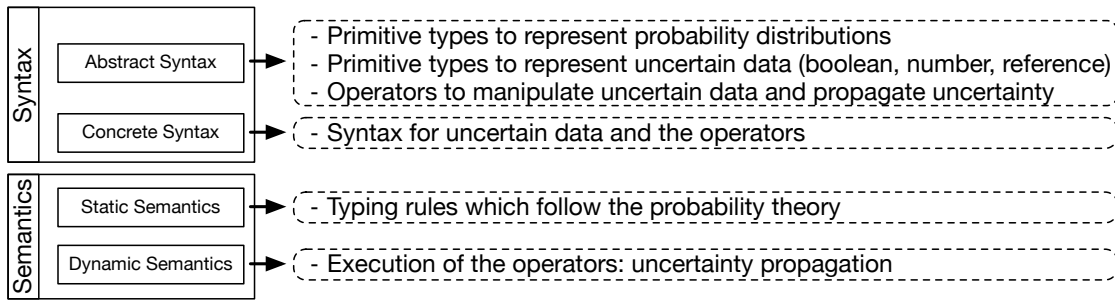 Syntax
Abstract Syntax
- Primitive types to represent probability distributions
- Primitive types to represent uncertain data (boolean, number, reference)
- Operators to manipulate uncertain data and propagate uncertainty
Concrete Syntax
- Syntax for uncertain data and the operators
Semantics
Static Semantics
- Typing rules which follow the probability theory
Dynamic Semantics
- Execution of the operators: uncertainty propagation